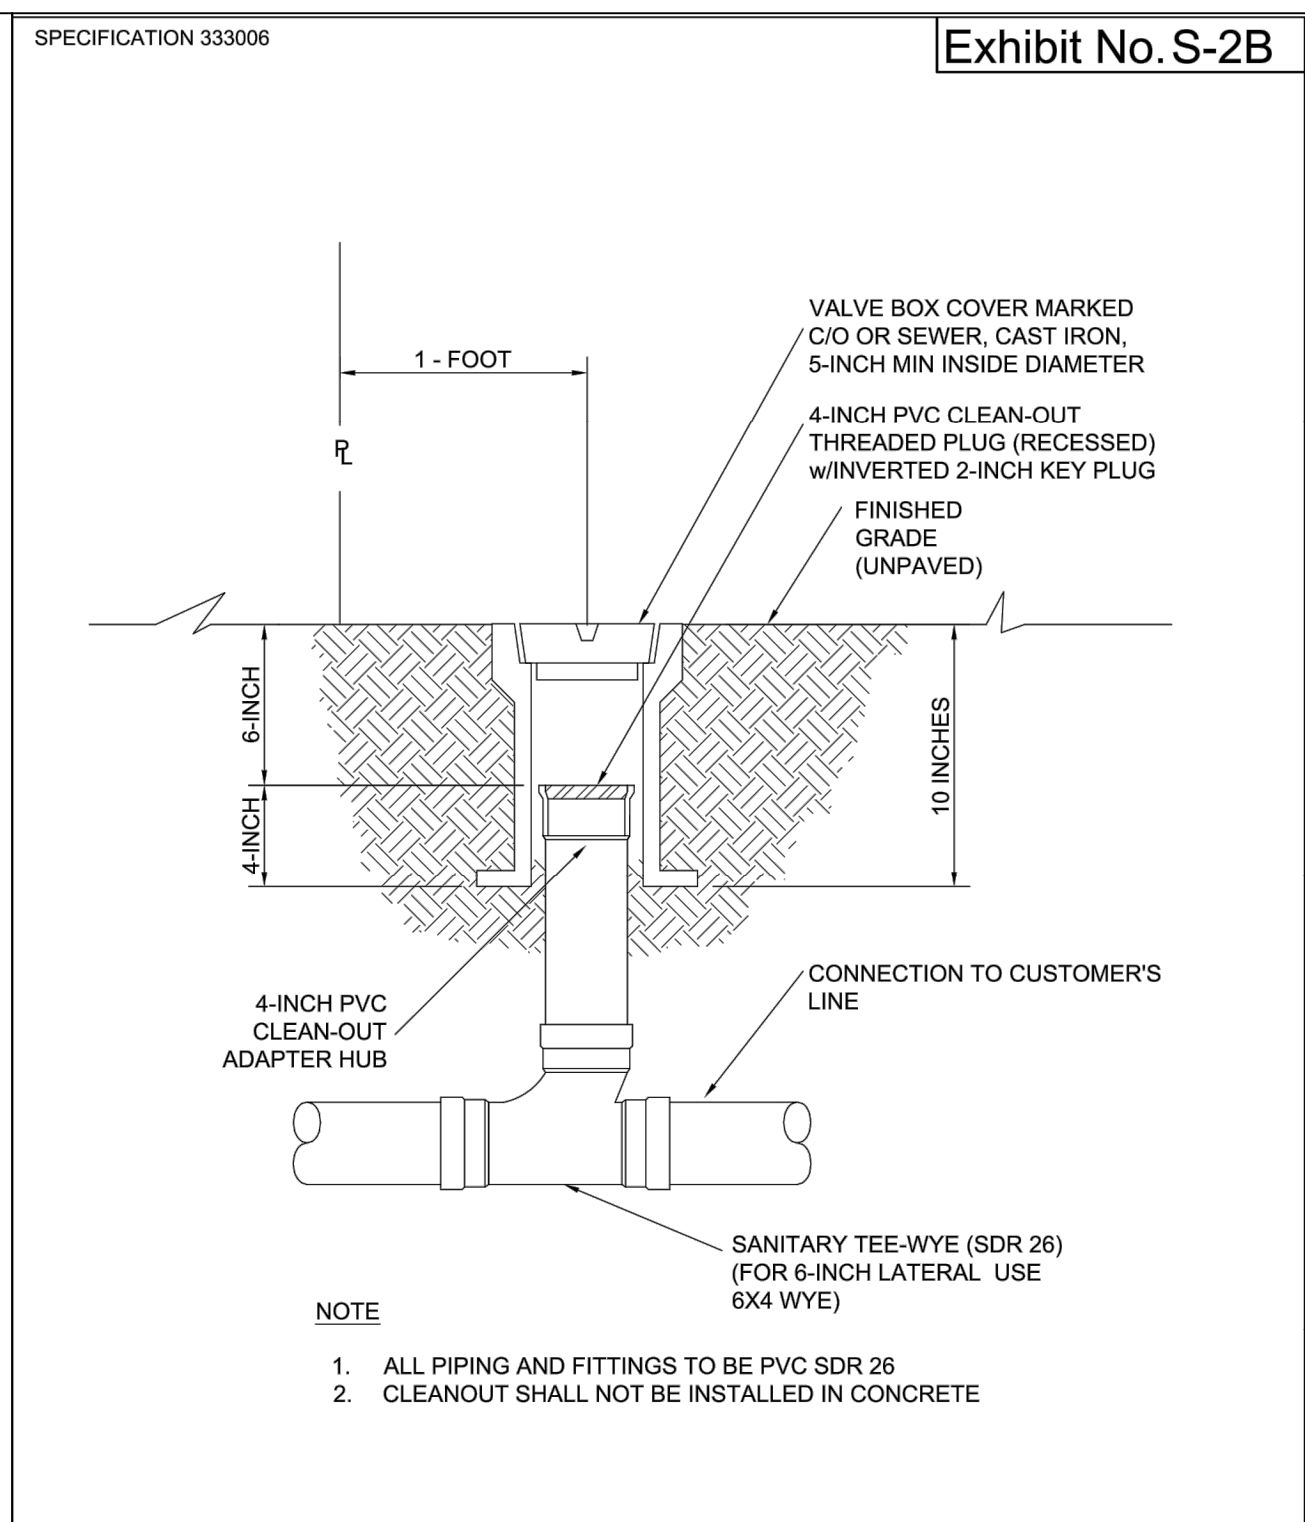 SPECIFICATION 333006
Exhibit No. S-2B
VALVE BOX COVER MARKED
C/O OR SEWER, CAST IRON,
5-INCH MIN INSIDE DIAMETER
1 - FOOT
4-INCH PVC CLEAN-OUT
THREADED PLUG (RECESSED)
w/INVERTED 2-INCH KEY PLUG
PL
FINISHED
GRADE
(UNPAVED)
6-INCH
4-INCH
10 INCHES
4-INCH PVC
CLEAN-OUT
ADAPTER HUB
CONNECTION TO CUSTOMER'S
LINE
SANITARY TEE-WYE (SDR 26)
(FOR 6-INCH LATERAL USE
6X4 WYE)
NOTE
1. ALL PIPING AND FITTINGS TO BE PVC SDR 26
2. CLEANOUT SHALL NOT BE INSTALLED IN CONCRETE